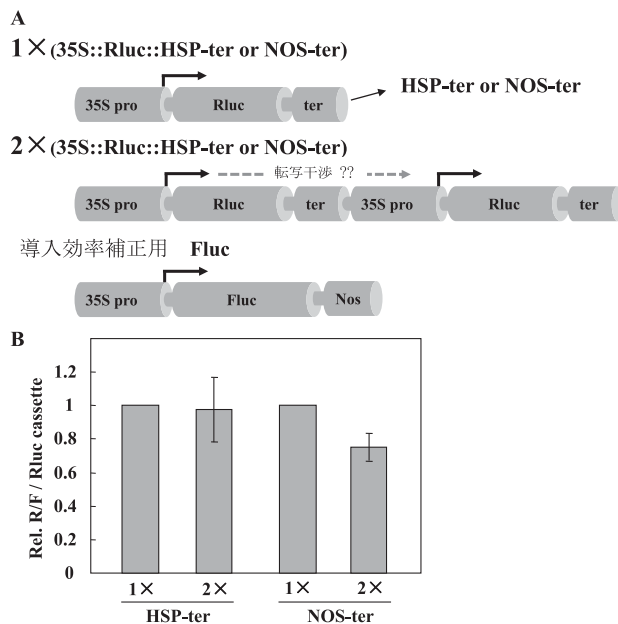 A
1×(35S::Rluc::HSP-ter or NOS-ter)
35S pro Rluc ter HSP-ter or NOS-ter
2×(35S::Rluc::HSP-ter or NOS-ter)
転写干渉 ??
35S pro Rluc ter 35S pro Rluc ter
導入効率補正用 Fluc
35S pro Fluc Nos
B
Rel. R/F / Rluc cassette
1.2
1
0.8
0.6
0.4
0.2
0
1× 2× 1× 2×
HSP-ter NOS-ter